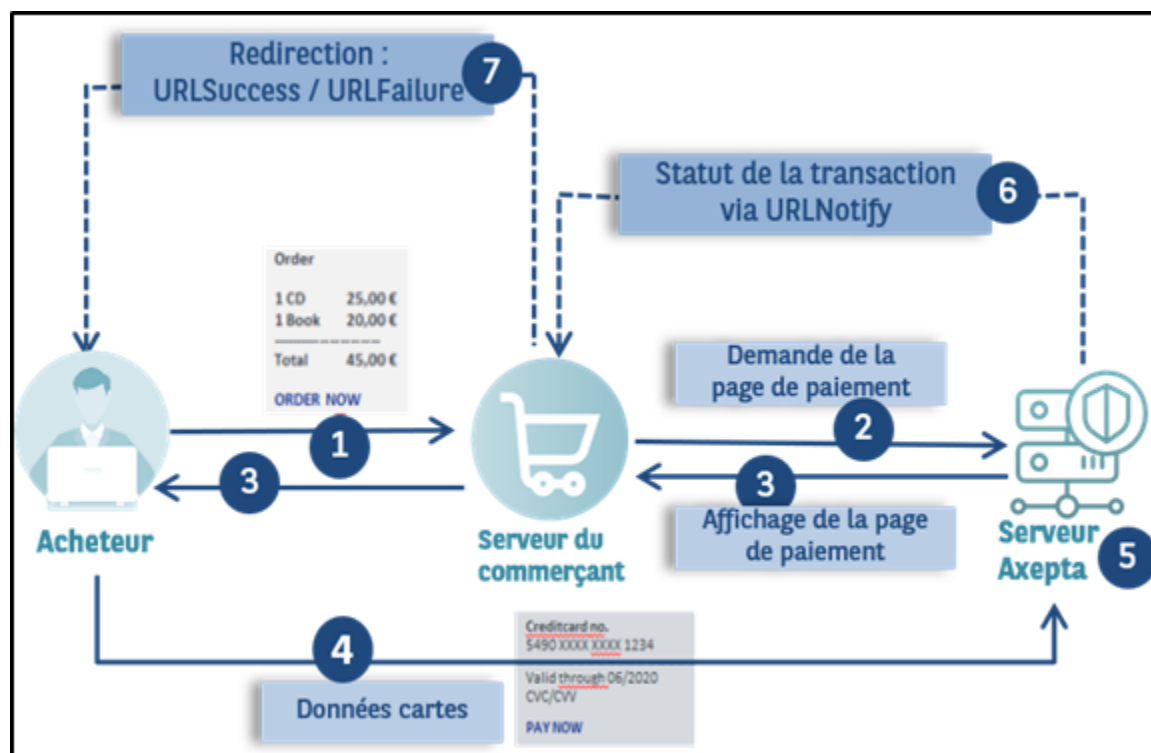 Redirection :
URLSuccess / URLFailure
7
Statut de la transaction
via URLNotify
6
Order
1 CD 25,00 €
1 Book 20,00 €
--------------------
Total 45,00 €
ORDER NOW
1
3
Demande de la
page de paiement
2
3
Affichage de la page
de paiement
Acheteur
Serveur du
commerçant
Serveur
Axepta
5
4
Données cartes
Creditcard no.
5490 XXXX XXXX 1234
Valid through 06/2020
CVC/CVV
PAY NOW